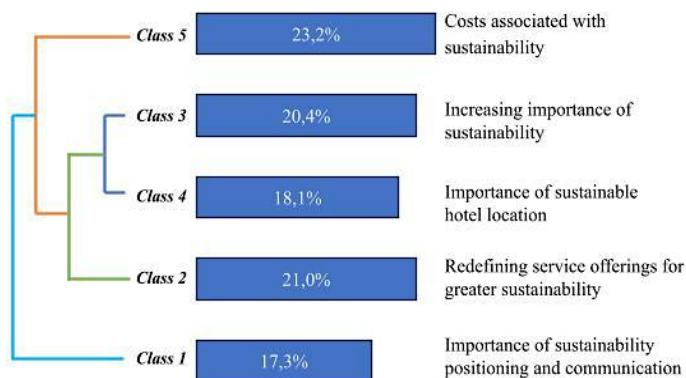 Class 5
23,2%
Costs associated with
sustainability
Class 3
20,4%
Increasing importance of
sustainability
Class 4
18,1%
Importance of sustainable
hotel location
Class 2
21,0%
Redefining service offerings for
greater sustainability
Class 1
17,3%
Importance of sustainability
positioning and communication